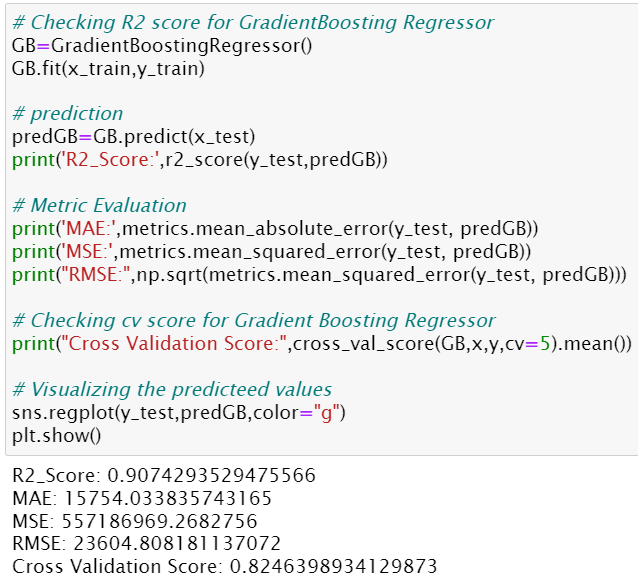 # Checking R2 score for GradientBoosting Regressor
GB=GradientBoostingRegressor()
GB.fit(x_train,y_train)
# prediction
predGB=GB.predict(x_test)
print('R2_Score:',r2_score(y_test,predGB))
# Metric Evaluation
print('MAE:',metrics.mean_absolute_error(y_test, predGB))
print('MSE:',metrics.mean_squared_error(y_test, predGB))
print("RMSE:",np.sqrt(metrics.mean_squared_error(y_test, predGB)))
# Checking cv score for Gradient Boosting Regressor
print("Cross Validation Score:",cross_val_score(GB,x,y,cv=5).mean())
# Visualizing the predicteed values
sns.regplot(y_test,predGB,color="g")
plt.show()
R2_Score: 0.9074293529475566
MAE: 15754.033835743165
MSE: 557186969.2682756
RMSE: 23604.808181137072
Cross Validation Score: 0.8246398934129873